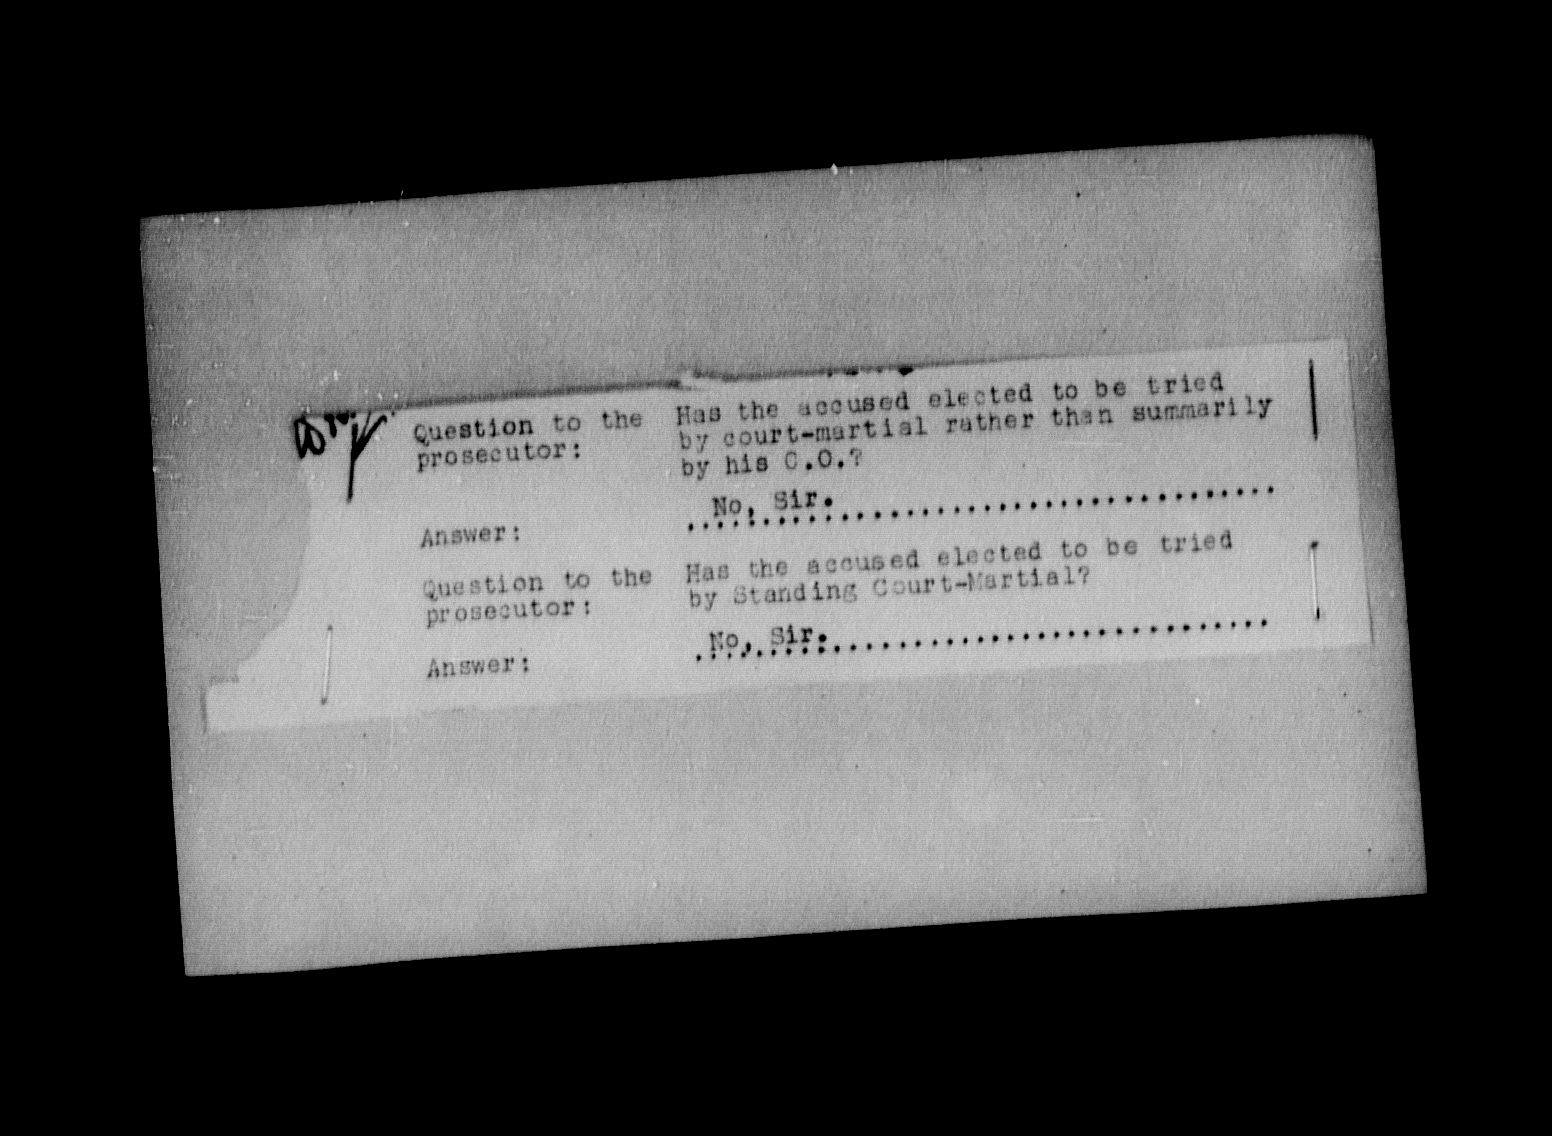 Question to the Has the accused elected to be tried
prosecutor: by court-martial rather than summarily
by his C.O.?
Answer: No, Sir.
Question to the Has the accused elected to be tried
prosecutor: by Standing Court-Martial?
Answer: No, Sir.